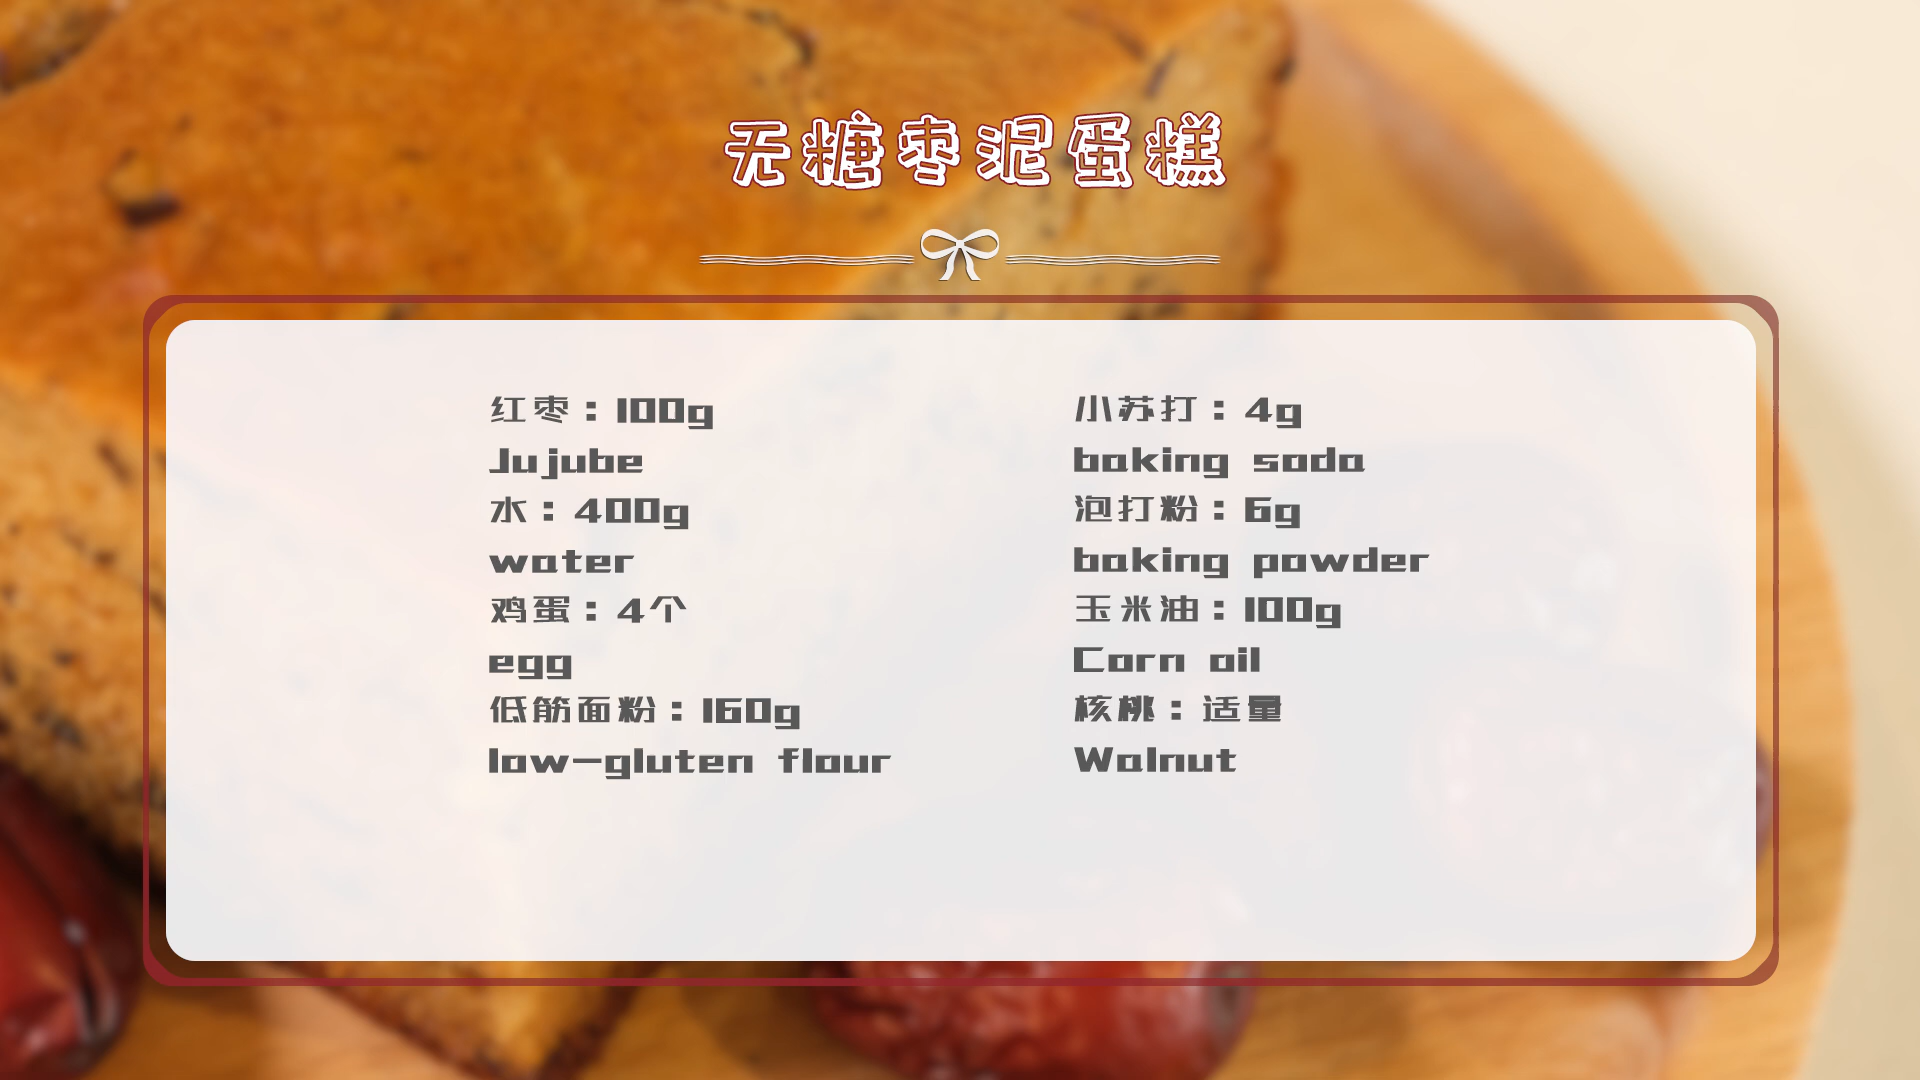 无糖枣泥蛋糕
红枣：100g
Jujube
水：400g
water
鸡蛋：4个
egg
低筋面粉：160g
low-gluten flour
小苏打：4g
baking soda
泡打粉：6g
baking powder
玉米油：100g
Corn oil
核桃：适量
Walnut